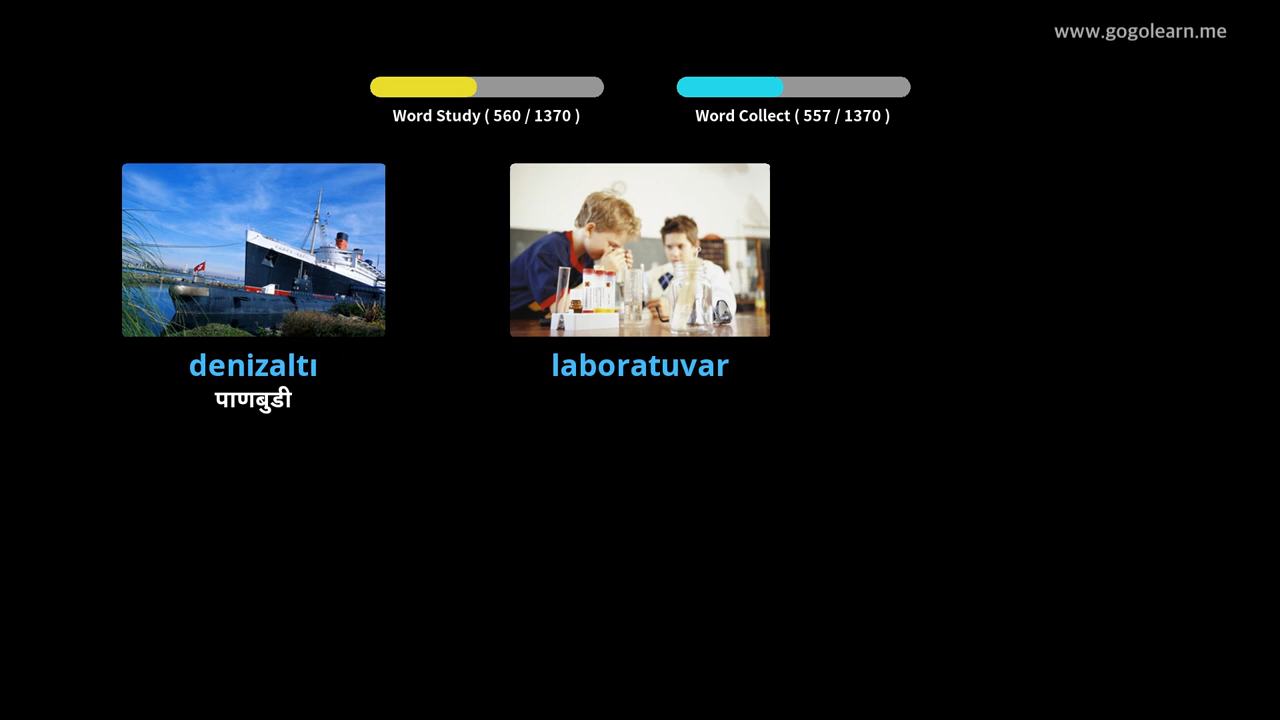 www.gogolearn.me
Word Study ( 560 / 1370 )
Word Collect ( 557 / 1370 )
denizaltı
पाणबुडी
laboratuvar